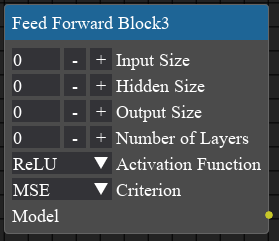 Feed Forward Block3
0 - + Input Size
0 - + Hidden Size
0 - + Output Size
0 - + Number of Layers
ReLU ▼ Activation Function
MSE ▼ Criterion
Model